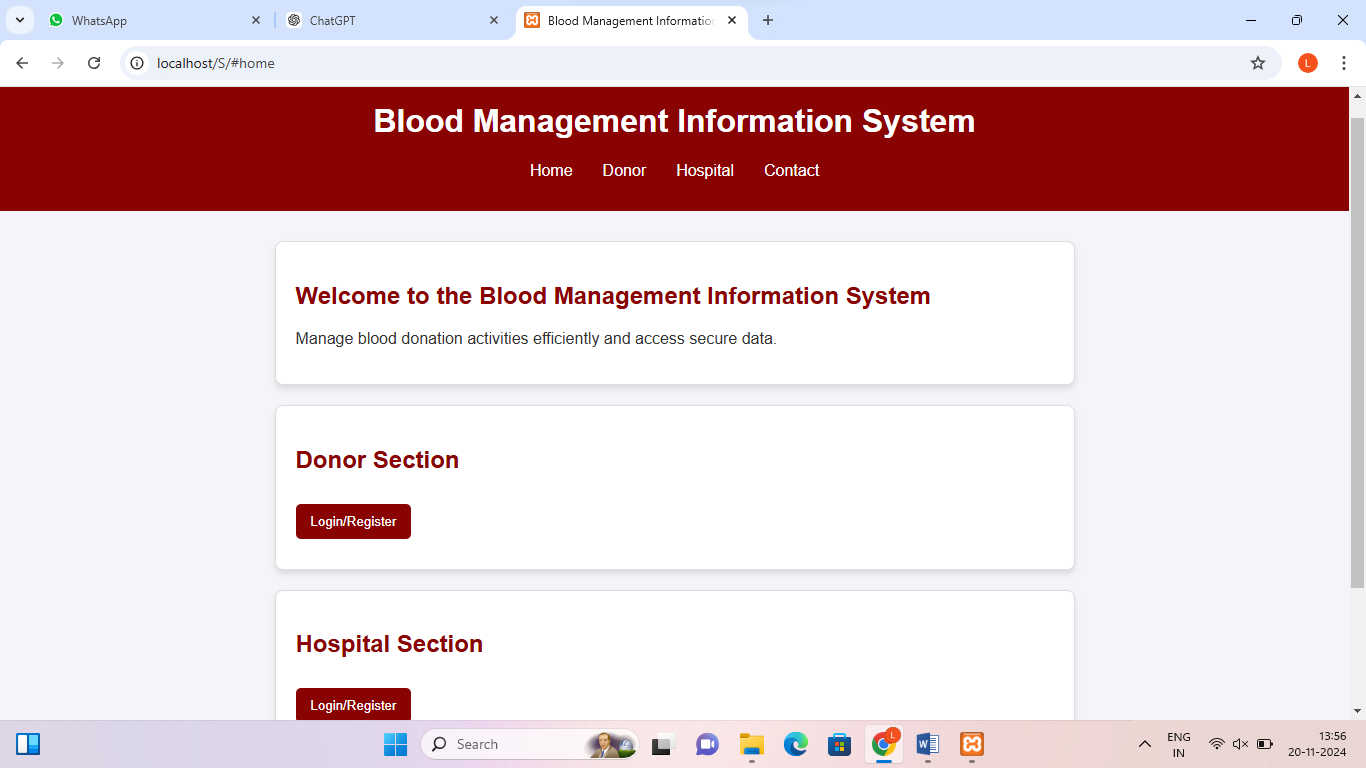 WhatsApp
ChatGPT
Blood Management Informatio
localhost/S/#home
L
Blood Management Information System
Home Donor Hospital Contact
Welcome to the Blood Management Information System
Manage blood donation activities efficiently and access secure data.
Donor Section
Login/Register
Hospital Section
Login/Register
Search
L
ENG
IN
13:56
20-11-2024